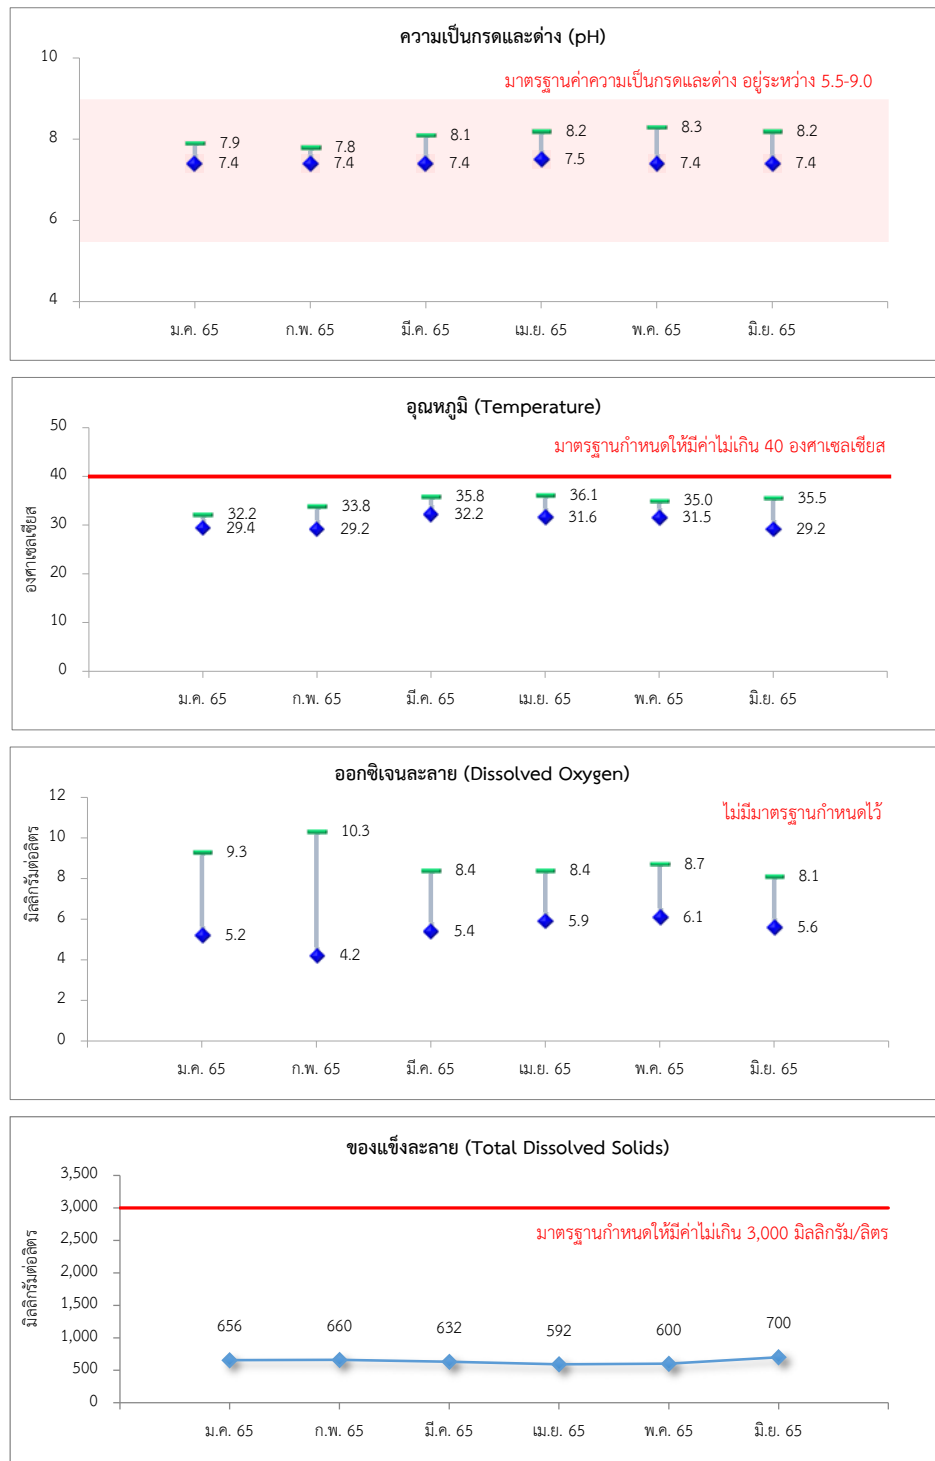 ความเป็นกรดและด่าง (pH)
มาตรฐานค่าความเป็นกรดและด่าง อยู่ระหว่าง 5.5-9.0
10
8
6
4
7.9 7.8 8.1 8.2 8.3 8.2
7.4 7.4 7.4 7.5 7.4 7.4
ม.ค. 65 ก.พ. 65 มี.ค. 65 เม.ย. 65 พ.ค. 65 มิ.ย. 65
อุณหภูมิ (Temperature)
มาตรฐานกำหนดให้มีค่าไม่เกิน 40 องศาเซลเซียส
องศาเซลเซียส
50
40
30
20
10
0
32.2 33.8 35.8 36.1 35.0 35.5
29.4 29.2 32.2 31.6 31.5 29.2
ม.ค. 65 ก.พ. 65 มี.ค. 65 เม.ย. 65 พ.ค. 65 มิ.ย. 65
ออกซิเจนละลาย (Dissolved Oxygen)
ไม่มีมาตรฐานกำหนดไว้
มิลลิกรัมต่อลิตร
12
10
8
6
4
2
0
9.3 10.3 8.4 8.4 8.7 8.1
5.2 4.2 5.4 5.9 6.1 5.6
ม.ค. 65 ก.พ. 65 มี.ค. 65 เม.ย. 65 พ.ค. 65 มิ.ย. 65
ของแข็งละลาย (Total Dissolved Solids)
มาตรฐานกำหนดให้มีค่าไม่เกิน 3,000 มิลลิกรัม/ลิตร
มิลลิกรัมต่อลิตร
3,500
3,000
2,500
2,000
1,500
1,000
500
0
656 660 632 592 600 700
ม.ค. 65 ก.พ. 65 มี.ค. 65 เม.ย. 65 พ.ค. 65 มิ.ย. 65